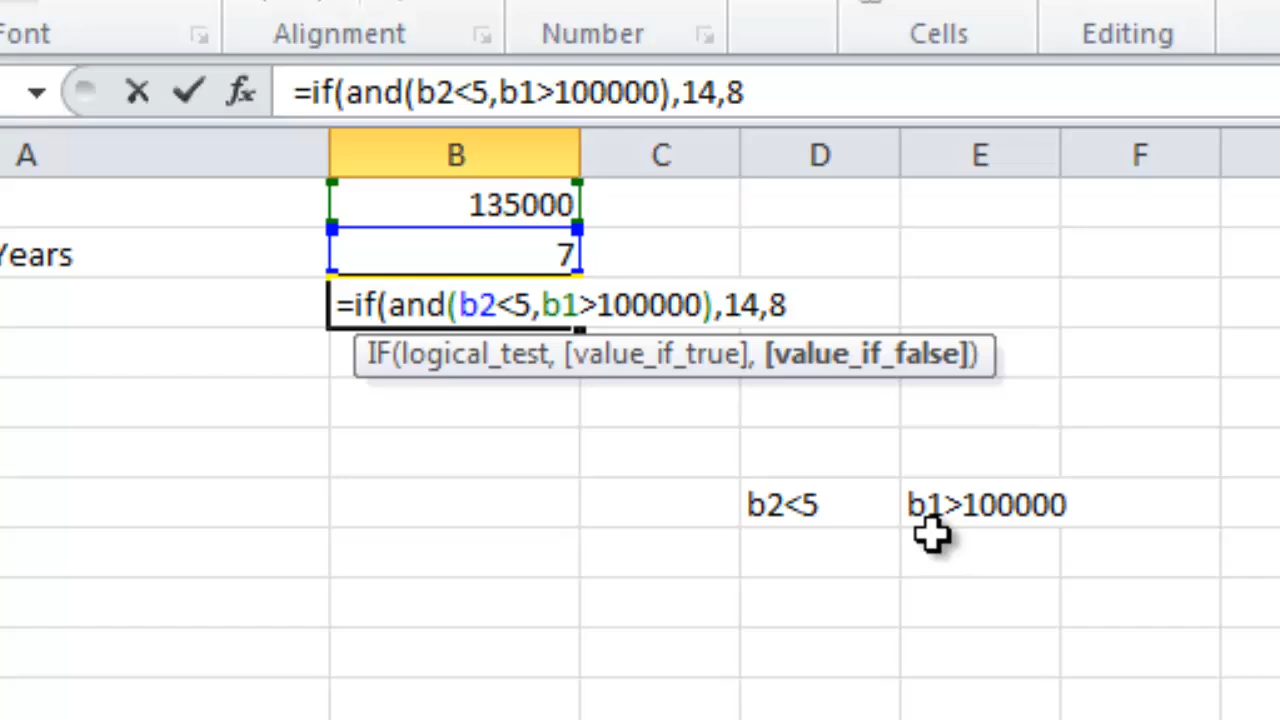 Font
Alignment
Number
Cells
Editing
fx
=if(and(b2<5,b1>100000),14,8
A
B
C
D
E
F
135000
Years
7
=if(and(b2<5,b1>100000),14,8
IF(logical_test, [value_if_true], [value_if_false])
b2<5
b1>100000